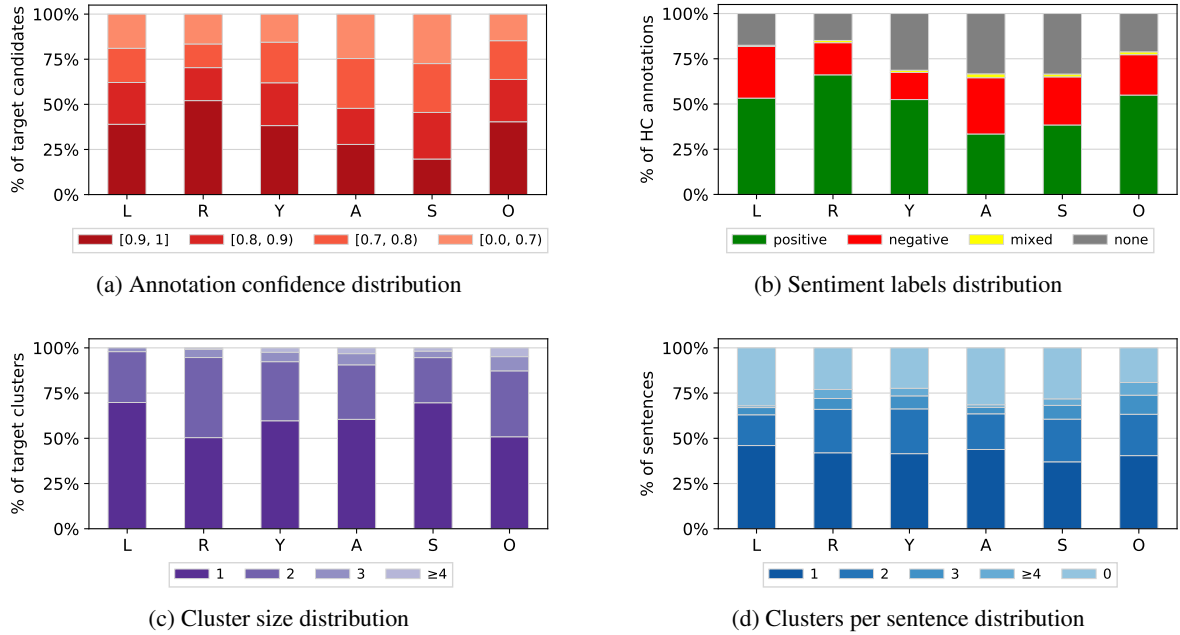 % of target candidates
100%
75%
50%
25%
0%
L R Y A S O
[0.9, 1] [0.8, 0.9) [0.7, 0.8) [0.0, 0.7)
(a) Annotation confidence distribution
% of HC annotations
100%
75%
50%
25%
0%
L R Y A S O
positive negative mixed none
(b) Sentiment labels distribution
% of target clusters
100%
75%
50%
25%
0%
L R Y A S O
1 2 3 ≥4
(c) Cluster size distribution
% of sentences
100%
75%
50%
25%
0%
L R Y A S O
1 2 3 ≥4 0
(d) Clusters per sentence distribution